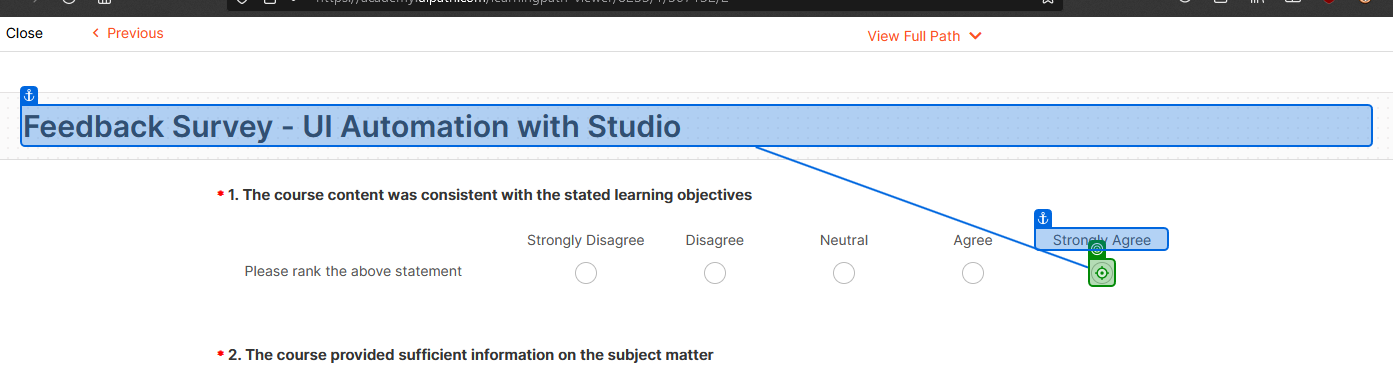 Close
Previous
View Full Path
Feedback Survey - UI Automation with Studio
* 1. The course content was consistent with the stated learning objectives
Strongly Disagree Disagree Neutral Agree Strongly Agree
Please rank the above statement
* 2. The course provided sufficient information on the subject matter